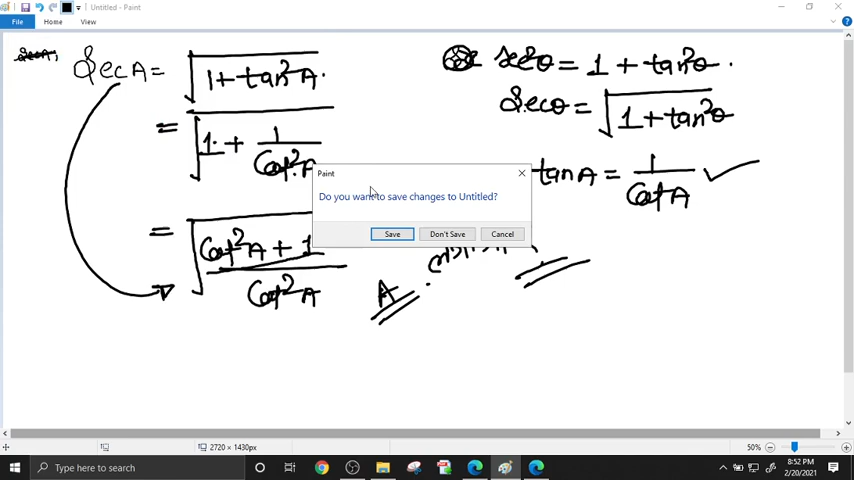 Untitled - Paint
File Home View
Sec A = √(1 + tan²A.)
= √(1. + 1/Cot²A)
= √((Cot²A + 1)/Cot²A)
A
sec²θ = 1 + tan²θ.
Secθ = √(1 + tan²θ)
tanA = 1/CotA ✓
Paint
Do you want to save changes to Untitled?
Save Don't Save Cancel
2720 × 1430px 50%
Type here to search
8:52 PM
2/20/2021